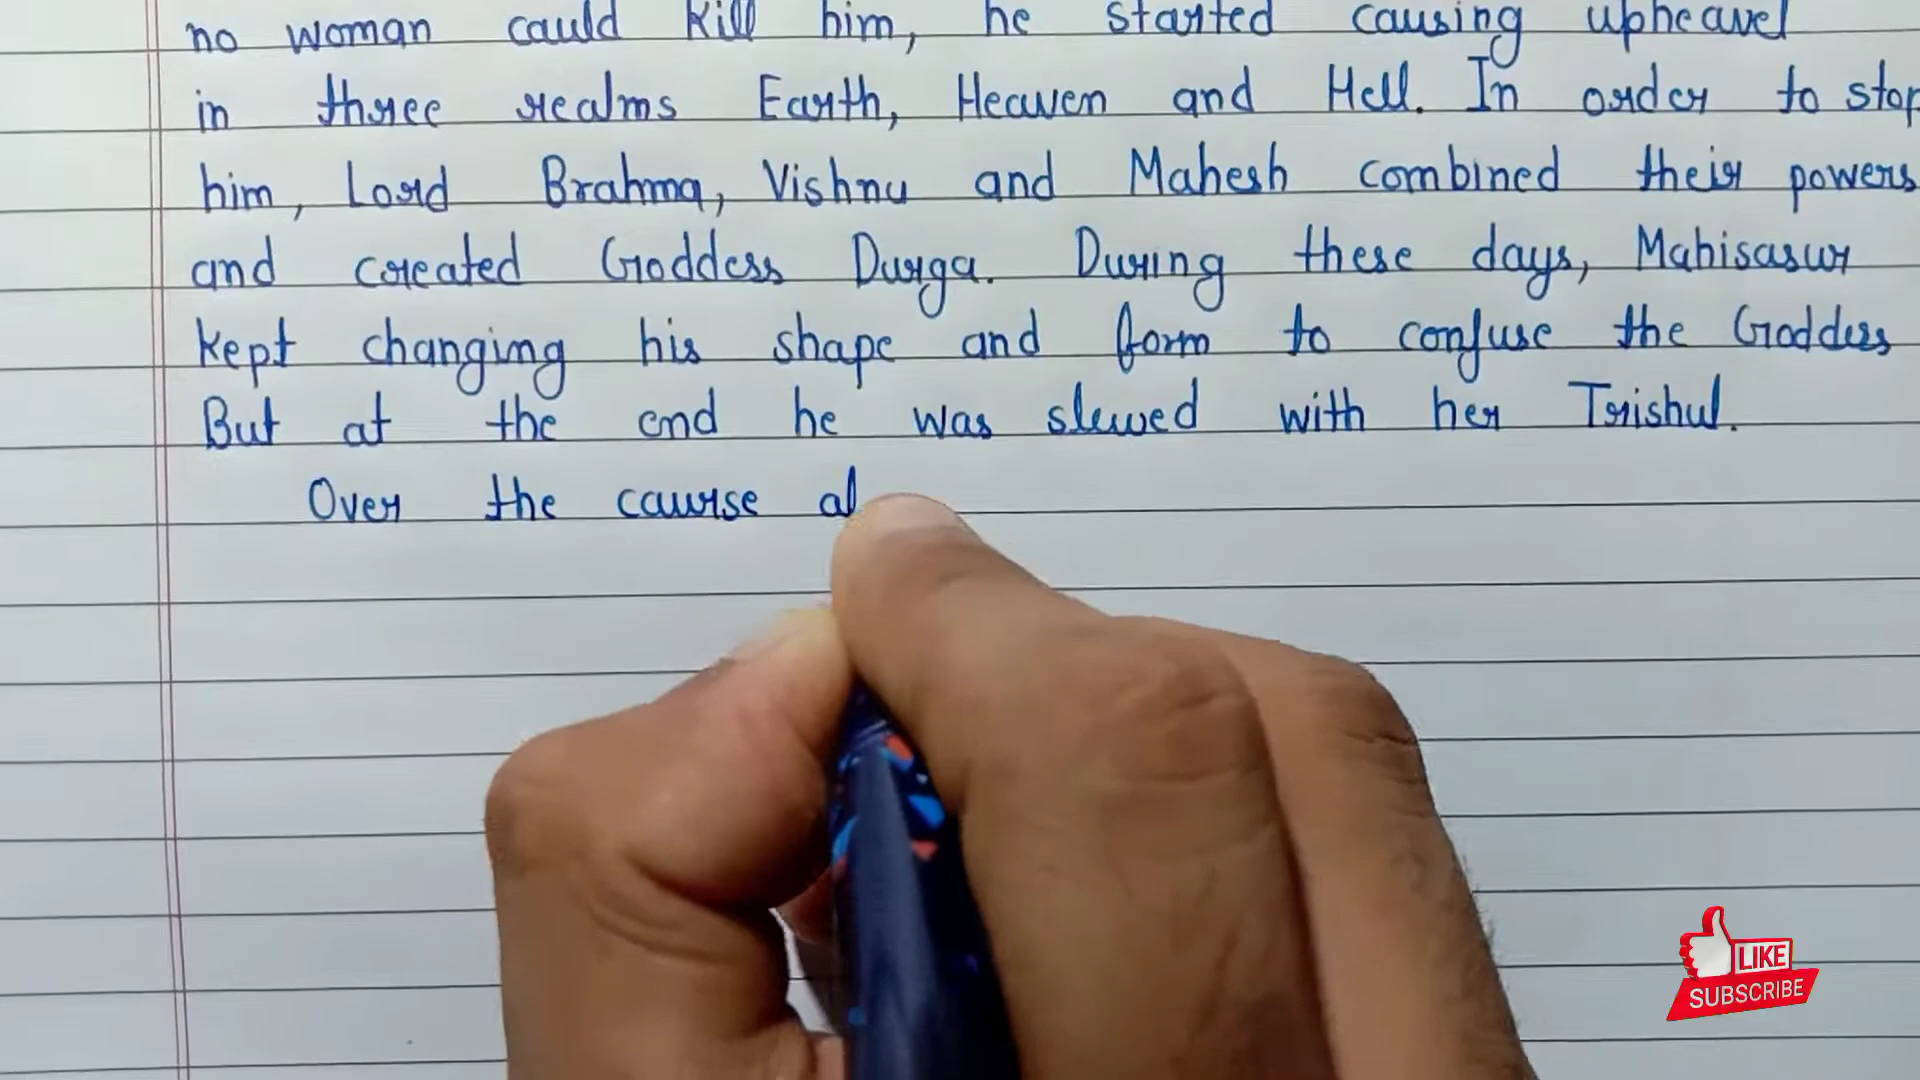 no woman could kill him, he started causing upheavel
in three realms Earth, Heaven and Hell. In order to stop
him, Lord Brahma, Vishnu and Mahesh combined their powers
and created Goddess Durga. During these days, Mahisasur
kept changing his shape and form to confuse the Goddess
But at the end he was slewed with her Trishul.
Over the course
LIKE
SUBSCRIBE